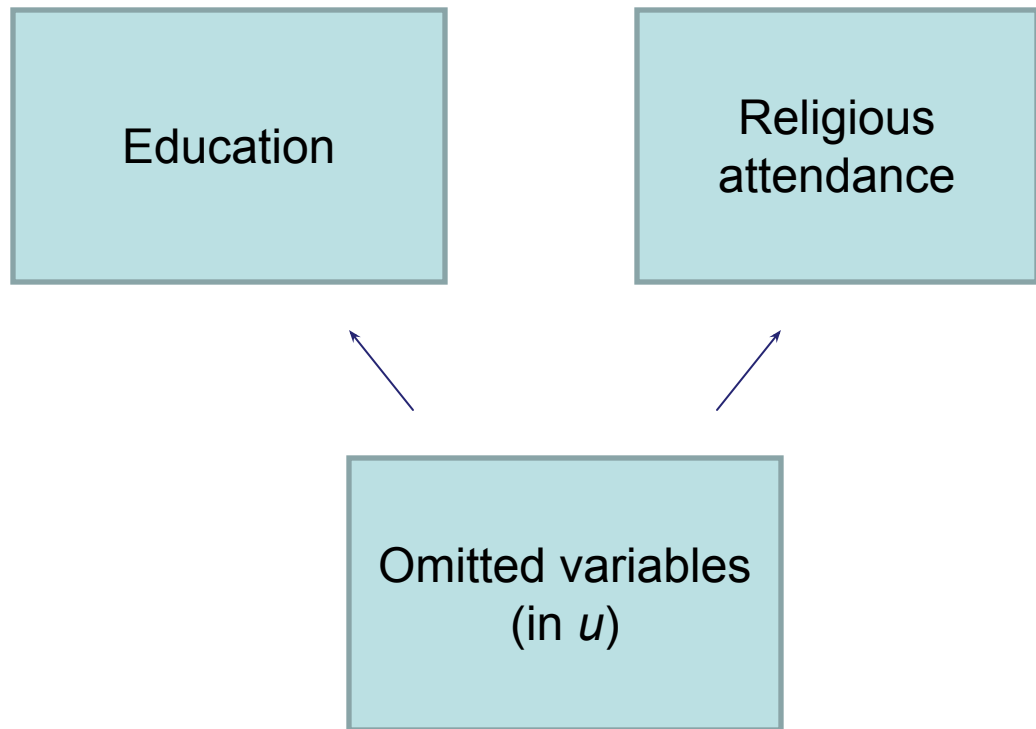 Education
Religious
attendance
Omitted variables
(in u)